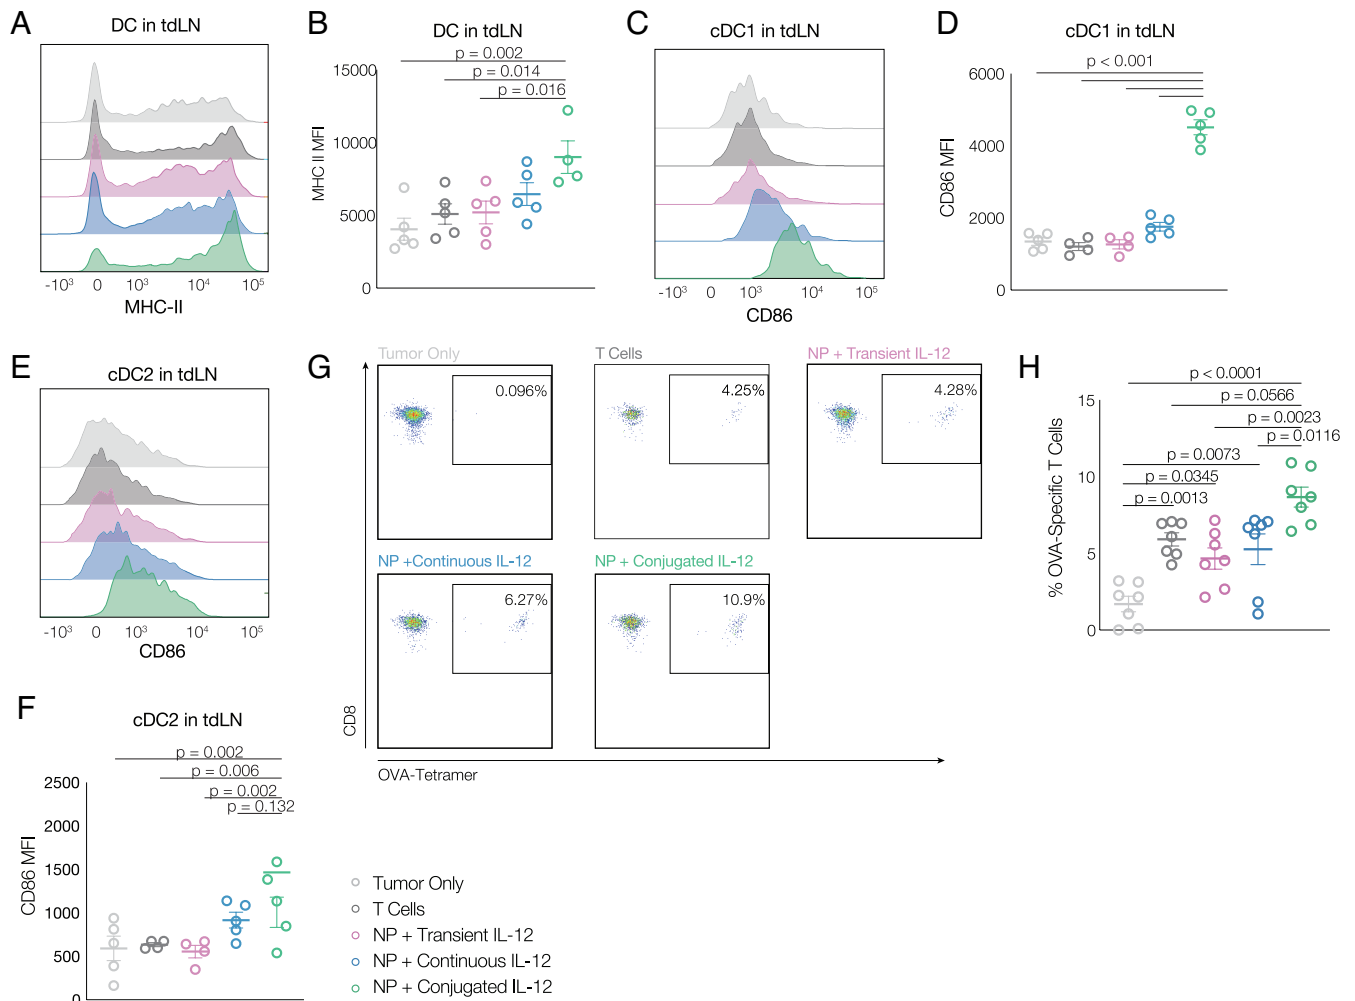 A
DC in tdLN
-10³ 0 10³ 10⁴ 10⁵
MHC-II
B
DC in tdLN
p = 0.002
p = 0.014
p = 0.016
15000
10000
5000
0
MHC II MFI
C
cDC1 in tdLN
-10³ 0 10³ 10⁴ 10⁵
CD86
D
cDC1 in tdLN
p < 0.001
6000
4000
2000
0
CD86 MFI
E
cDC2 in tdLN
-10³ 0 10³ 10⁴ 10⁵
CD86
F
cDC2 in tdLN
p = 0.002
p = 0.006
p = 0.002
p = 0.132
2500
2000
1500
1000
500
0
CD86 MFI
Tumor Only
T Cells
NP + Transient IL-12
NP + Continuous IL-12
NP + Conjugated IL-12
G
Tumor Only
0.096%
T Cells
4.25%
NP + Transient IL-12
4.28%
NP +Continuous IL-12
6.27%
NP + Conjugated IL-12
10.9%
CD8
OVA-Tetramer
H
p < 0.0001
p = 0.0566
p = 0.0023
p = 0.0116
p = 0.0073
p = 0.0345
p = 0.0013
15
10
5
0
% OVA-Specific T Cells